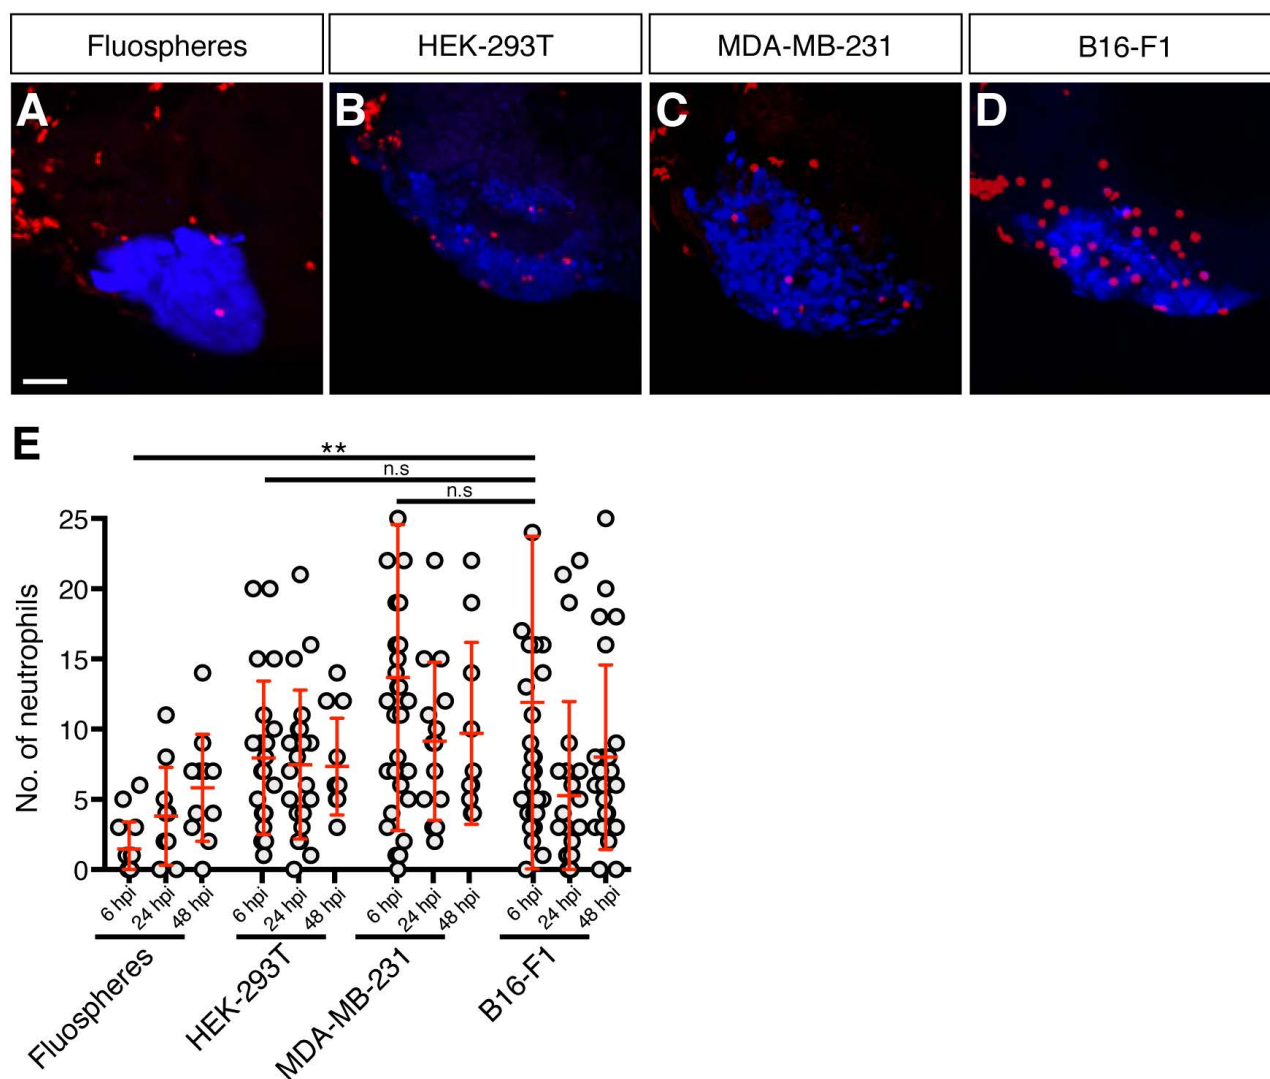 Fluospheres HEK-293T MDA-MB-231 B16-F1
A B C D
E
**
n.s
n.s
25
20
15
10
5
0
No. of neutrophils
6 hpi 24 hpi 48 hpi 6 hpi 24 hpi 48 hpi 6 hpi 24 hpi 48 hpi 6 hpi 24 hpi 48 hpi
Fluospheres HEK-293T MDA-MB-231 B16-F1